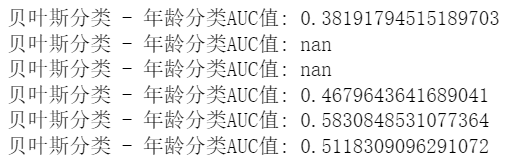 贝叶斯分类 - 年龄分类AUC值: 0.38191794515189703
贝叶斯分类 - 年龄分类AUC值: nan
贝叶斯分类 - 年龄分类AUC值: nan
贝叶斯分类 - 年龄分类AUC值: 0.4679643641689041
贝叶斯分类 - 年龄分类AUC值: 0.5830848531077364
贝叶斯分类 - 年龄分类AUC值: 0.5118309096291072